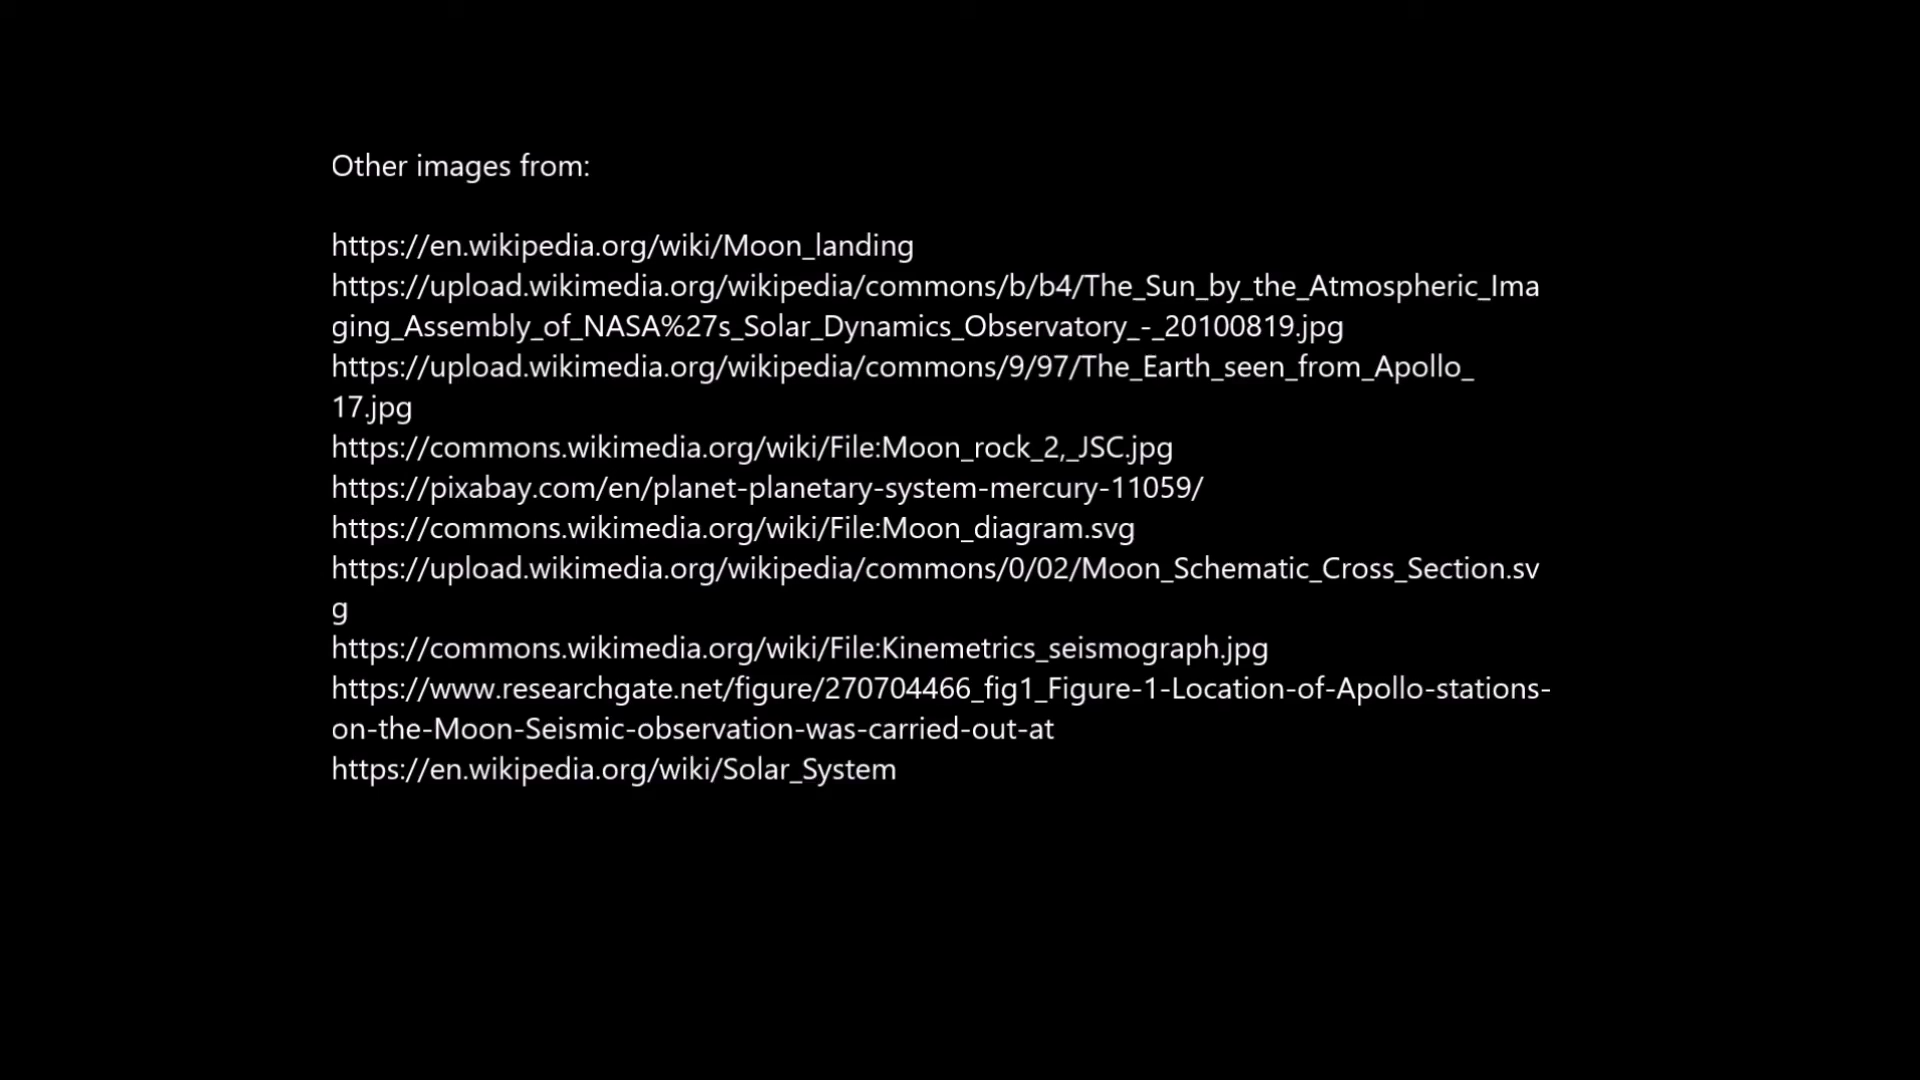 Other images from:
https://en.wikipedia.org/wiki/Moon_landing
https://upload.wikimedia.org/wikipedia/commons/b/b4/The_Sun_by_the_Atmospheric_Ima
ging_Assembly_of_NASA%27s_Solar_Dynamics_Observatory_-_20100819.jpg
https://upload.wikimedia.org/wikipedia/commons/9/97/The_Earth_seen_from_Apollo_
17.jpg
https://commons.wikimedia.org/wiki/File:Moon_rock_2,_JSC.jpg
https://pixabay.com/en/planet-planetary-system-mercury-11059/
https://commons.wikimedia.org/wiki/File:Moon_diagram.svg
https://upload.wikimedia.org/wikipedia/commons/0/02/Moon_Schematic_Cross_Section.sv
g
https://commons.wikimedia.org/wiki/File:Kinemetrics_seismograph.jpg
https://www.researchgate.net/figure/270704466_fig1_Figure-1-Location-of-Apollo-stations-
on-the-Moon-Seismic-observation-was-carried-out-at
https://en.wikipedia.org/wiki/Solar_System